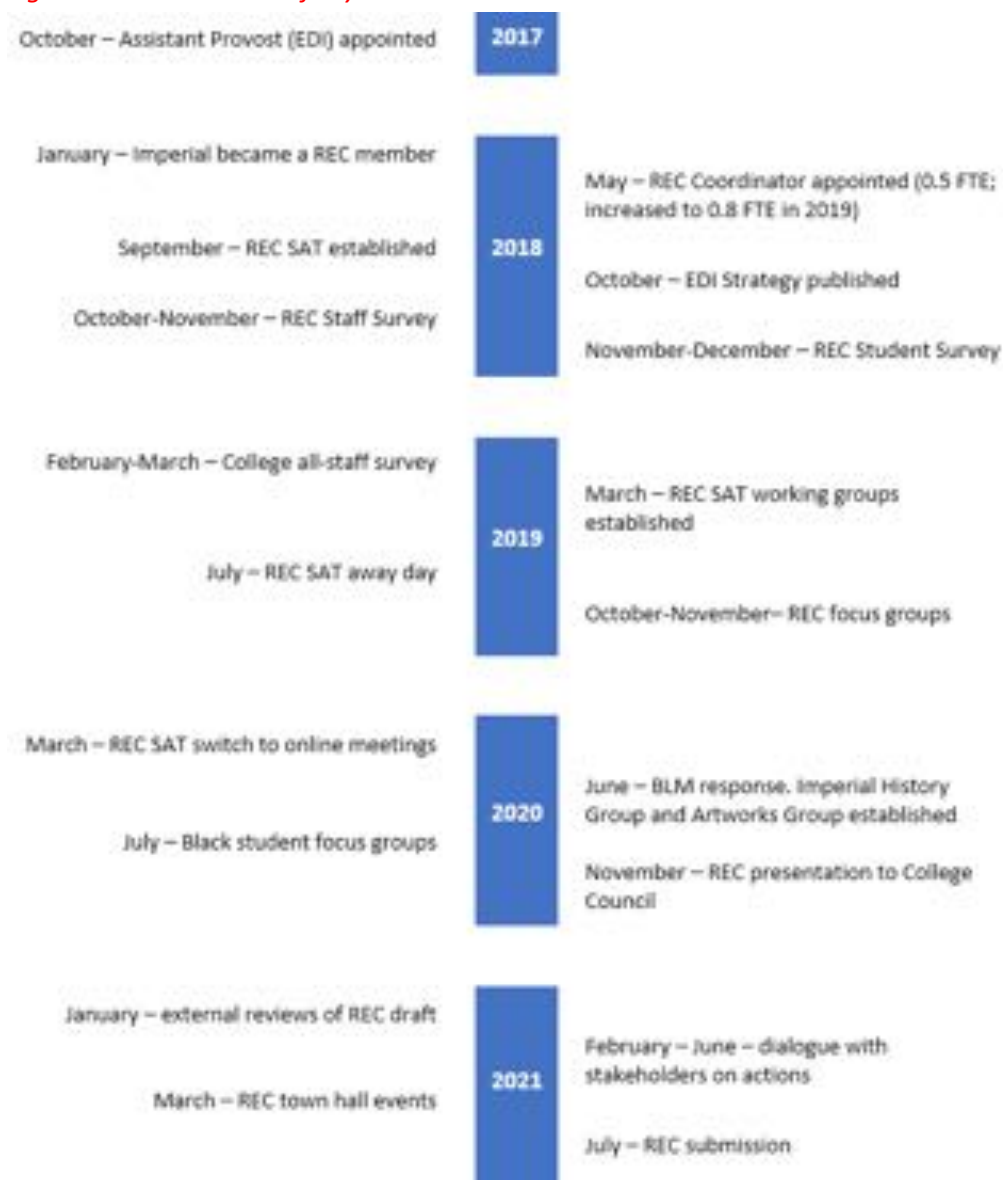 October – Assistant Provost (EDI) appointed
2017
January – Imperial became a REC member
May – REC Coordinator appointed (0.5 FTE;
increased to 0.8 FTE in 2019)
September – REC SAT established
2018
October – EDI Strategy published
October-November – REC Staff Survey
November-December – REC Student Survey
February-March – College all-staff survey
March – REC SAT working groups
established
2019
July – REC SAT away day
October-November– REC focus groups
March – REC SAT switch to online meetings
June – BLM response. Imperial History
Group and Artworks Group established
2020
July – Black student focus groups
November – REC presentation to College
Council
January – external reviews of REC draft
February – June – dialogue with
stakeholders on actions
2021
March – REC town hall events
July – REC submission